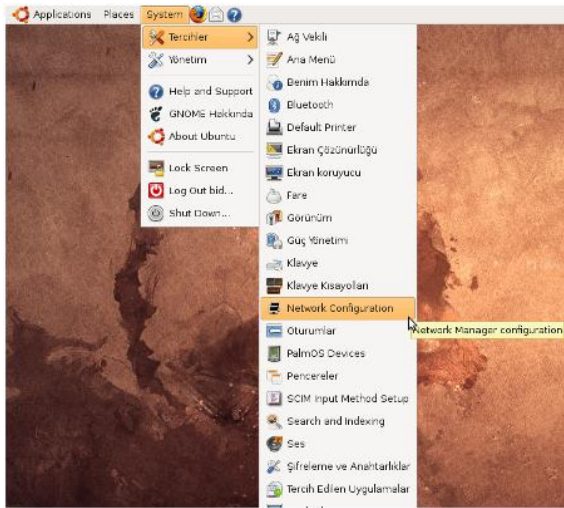 Applications Places System
Tercihler
Yönetim
Help and Support
GNOME Hakkında
About Ubuntu
Lock Screen
Log Out bid...
Shut Down...
Ağ Vekili
Ana Menü
Benim Hakkımda
Bluetooth
Default Printer
Ekran Çözünürlüğü
Ekran koruyucu
Fare
Görünüm
Güç Yönetimi
Klavye
Klavye Kısayolları
Network Configuration
Network Manager configuration
Oturumlar
PalmOS Devices
Pencereler
SCIM Input Method Setup
Search and Indexing
Ses
Şifreleme ve Anahtarlıklar
Tercih Edilen Uygulamalar